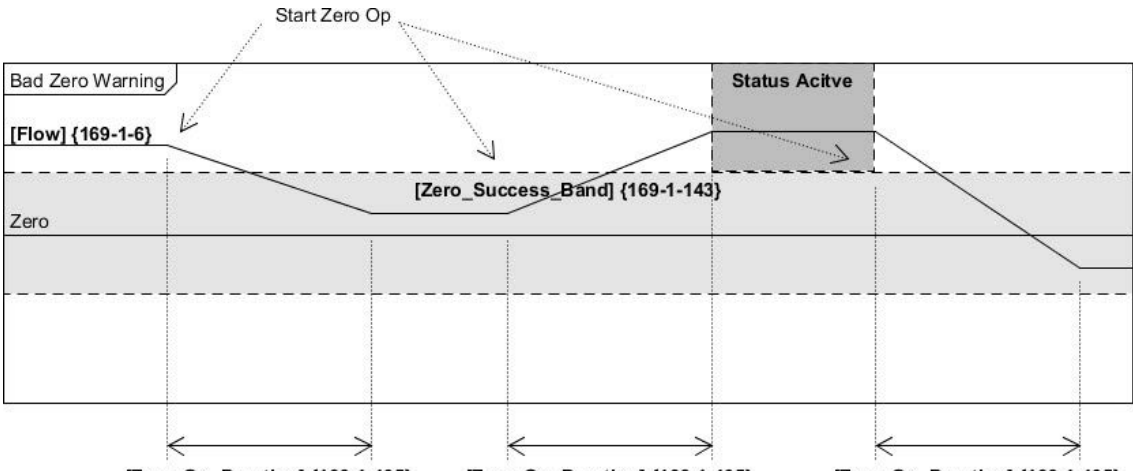 Start Zero Op
Bad Zero Warning
Status Acitve
[Flow] {169-1-6}
[Zero_Success_Band] {169-1-143}
Zero